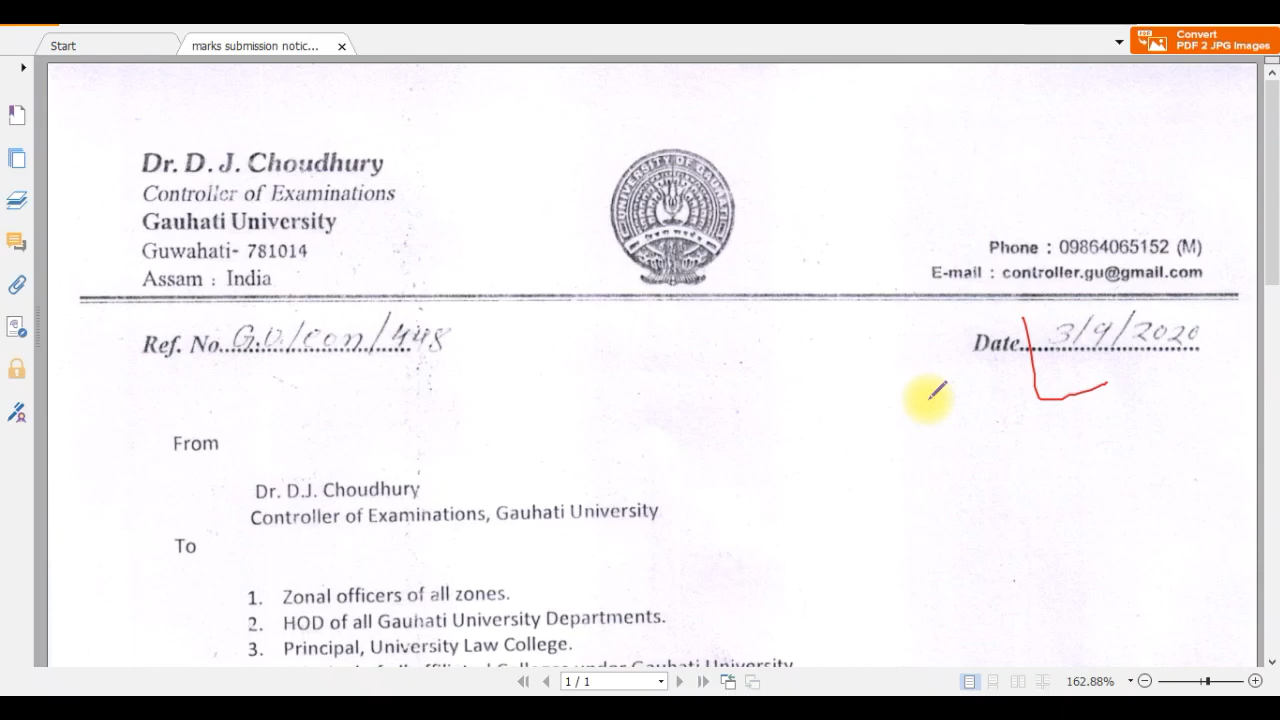 Convert
PDF 2 JPG Images
Start
marks submission notic...
Dr. D. J. Choudhury
Controller of Examinations
Gauhati University
Guwahati- 781014
Assam : India
UNIVERSITY OF GAUHATI
Phone : 09864065152 (M)
E-mail : controller.gu@gmail.com
Ref. No. G.U/Con/448
Date 3/9/2020
From
Dr. D.J. Choudhury
Controller of Examinations, Gauhati University
To
1. Zonal officers of all zones.
2. HOD of all Gauhati University Departments.
3. Principal, University Law College.
1 / 1
162.88%